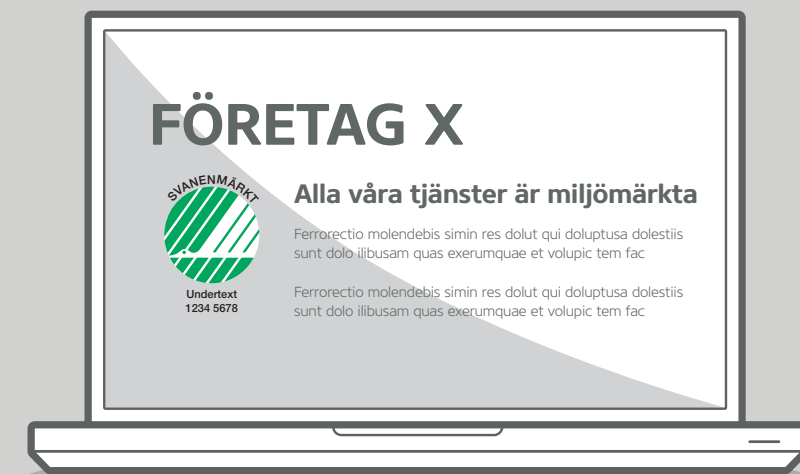 FÖRETAG X
SVANENMÄRKT
Undertext
1234 5678
Alla våra tjänster är miljömärkta
Ferrorectio molendebis simin res dolut qui doluptusa dolestiis
sunt dolo ilibusam quas exerumquae et volupic tem fac
Ferrorectio molendebis simin res dolut qui doluptusa dolestiis
sunt dolo ilibusam quas exerumquae et volupic tem fac